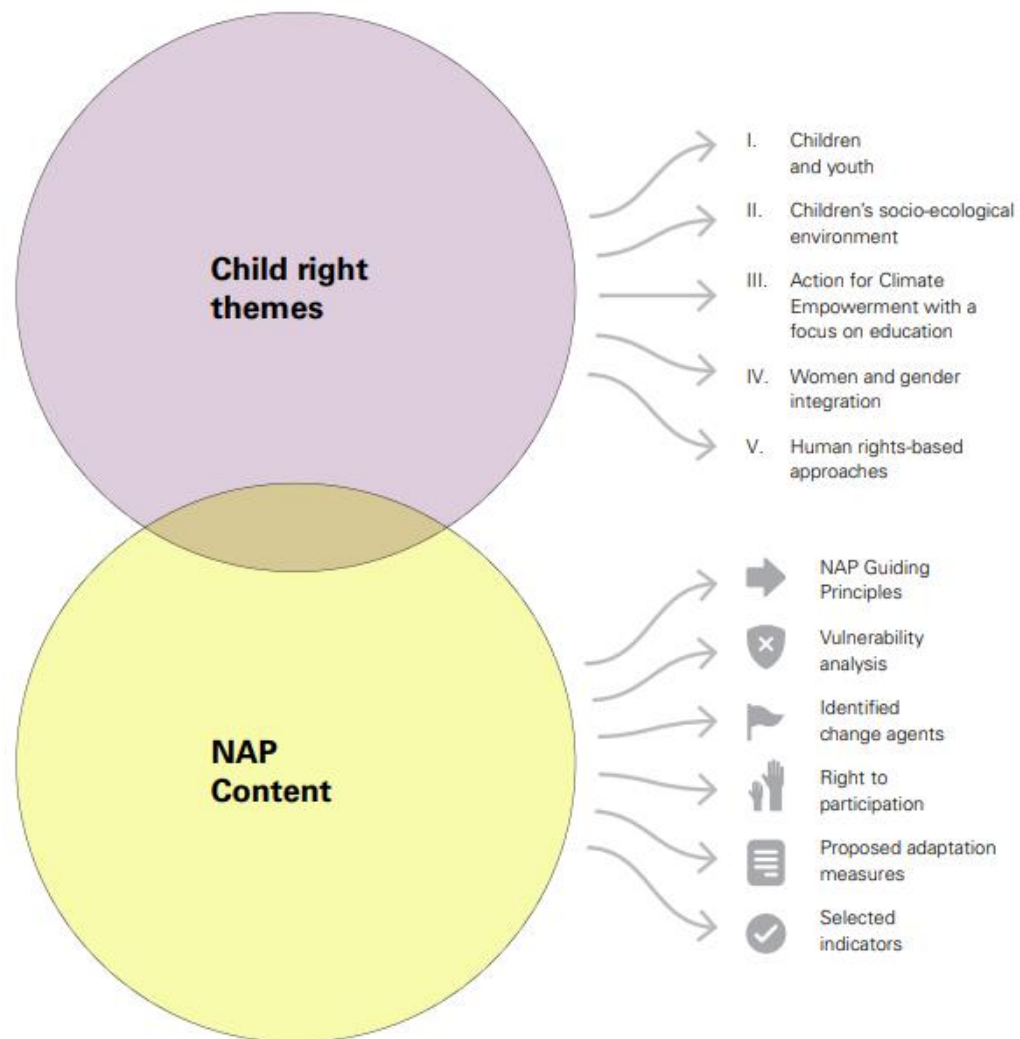 Child right
themes
I. Children
and youth
II. Children’s socio-ecological
environment
III. Action for Climate
Empowerment with a
focus on education
IV. Women and gender
integration
V. Human rights-based
approaches
NAP
Content
NAP Guiding
Principles
Vulnerability
analysis
Identified
change agents
Right to
participation
Proposed adaptation
measures
Selected
indicators